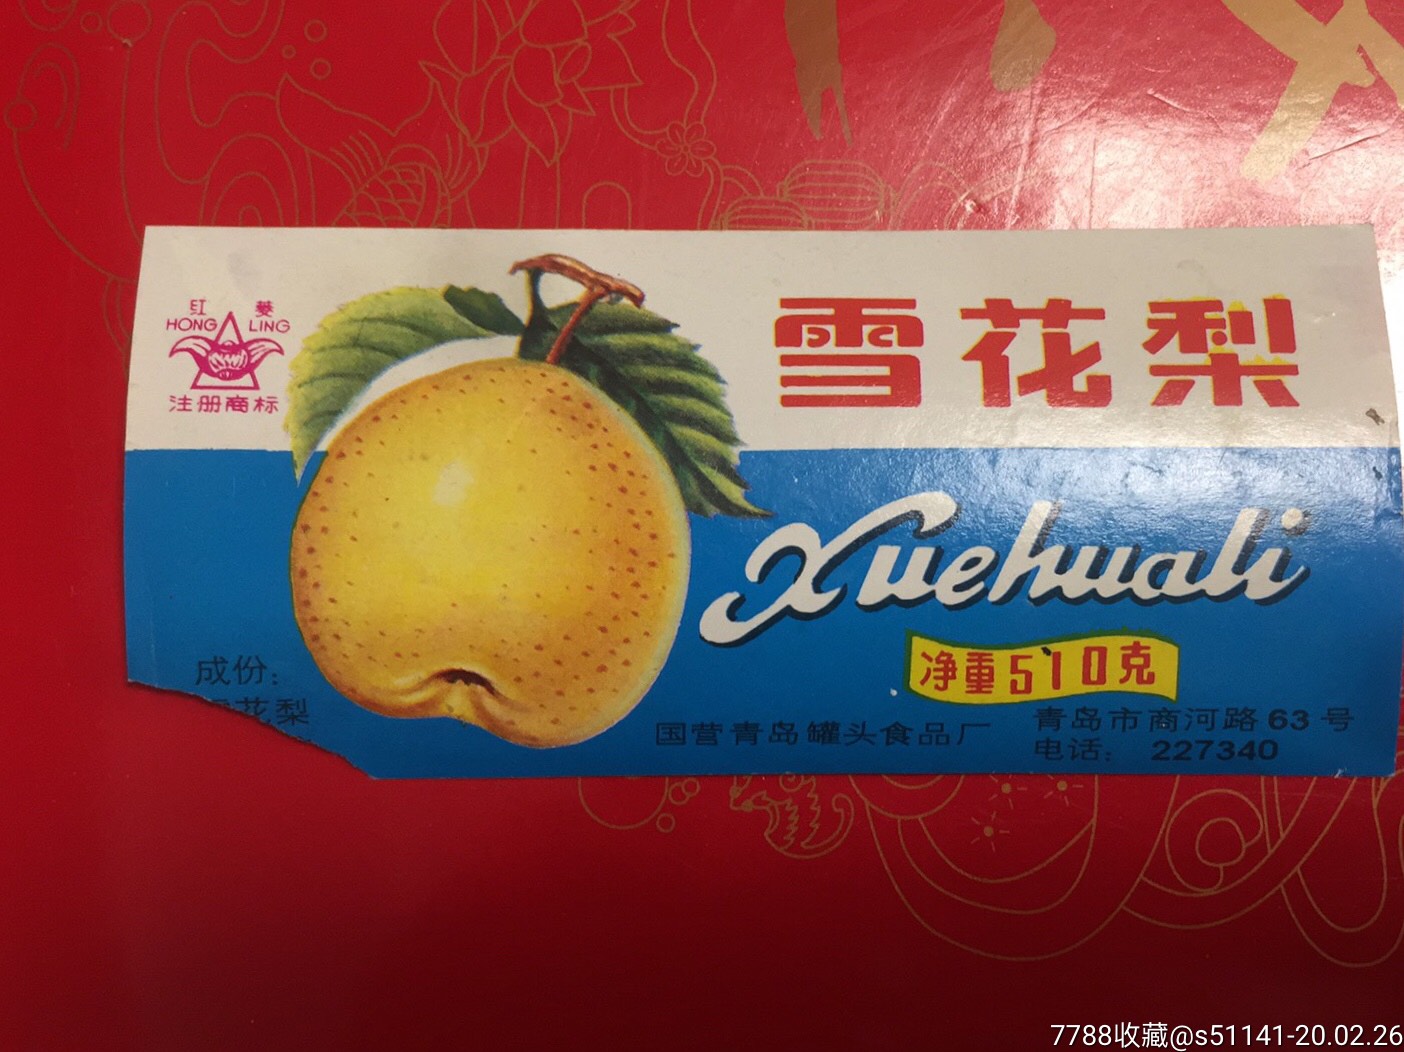 红 菱
HONG LING
注册商标
雪花梨
Xuehuali
净重510克
成份：
花梨
国营青岛罐头食品厂
青岛市商河路 63 号
电话： 227340
7788收藏@s51141-20.02.26